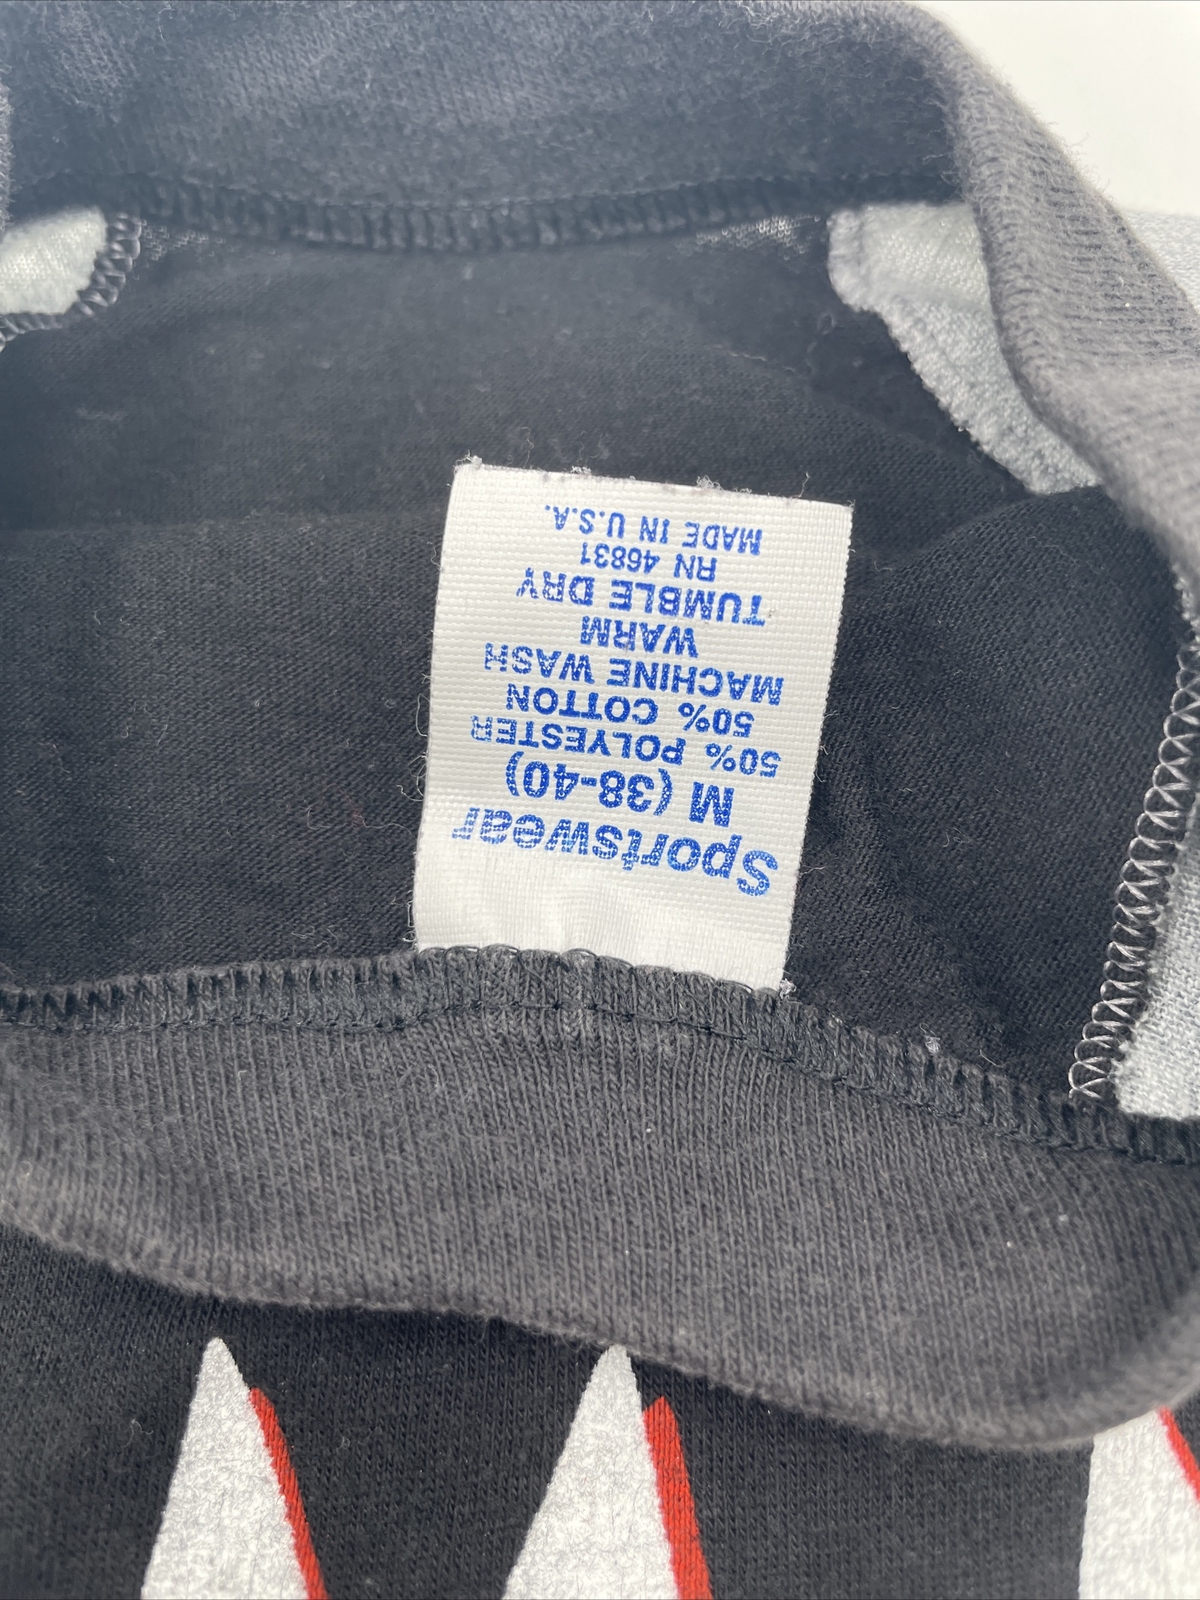 Sportswear
M (38-40)
50% POLYESTER
50% COTTON
MACHINE WASH
WARM
TUMBLE DRY
RN 46831
MADE IN U.S.A.